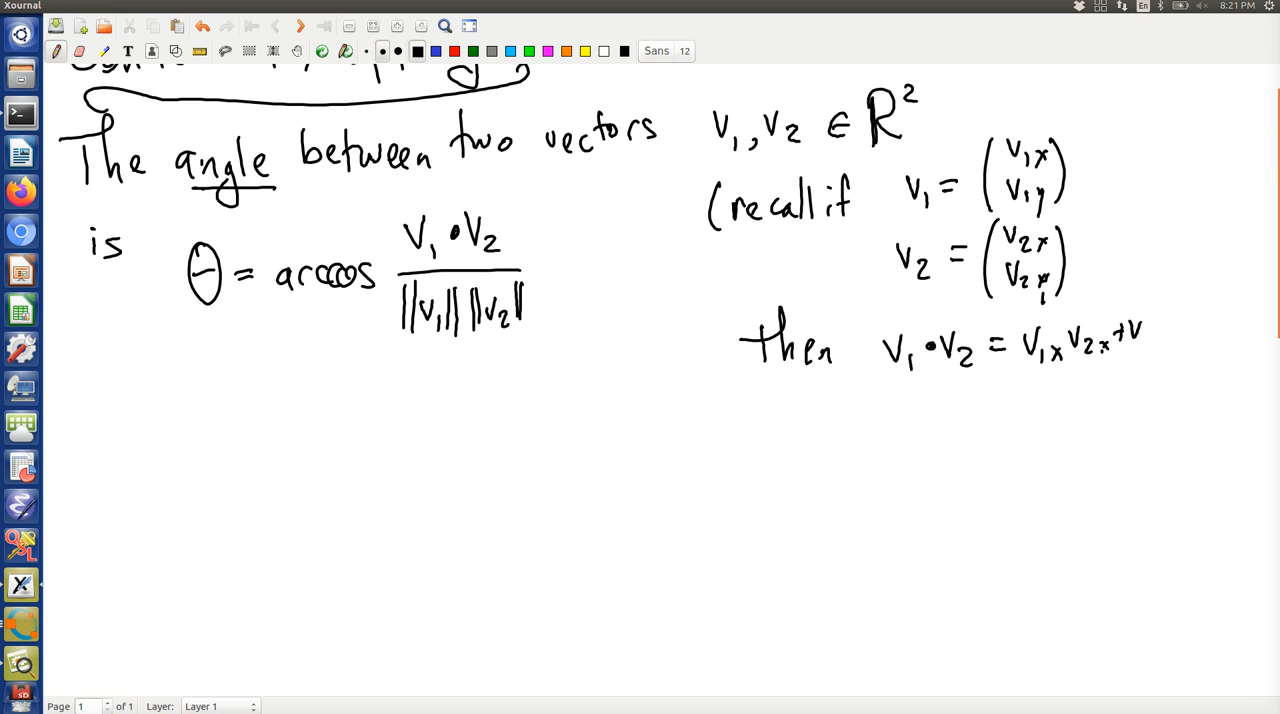 Xournal
En
8:21 PM
T
Sans 12
The angle between two vectors v₁, v₂ ∈ ℝ²
(recall if v₁ = (v₁ₓ
v₁y)
is θ = arccos v₁ • v₂ / ||v₁|| ||v₂||
v₂ = (v₂ₓ
v₂y)
then v₁ • v₂ = v₁ₓ v₂ₓ + v
Page 1 of 1 Layer: Layer 1